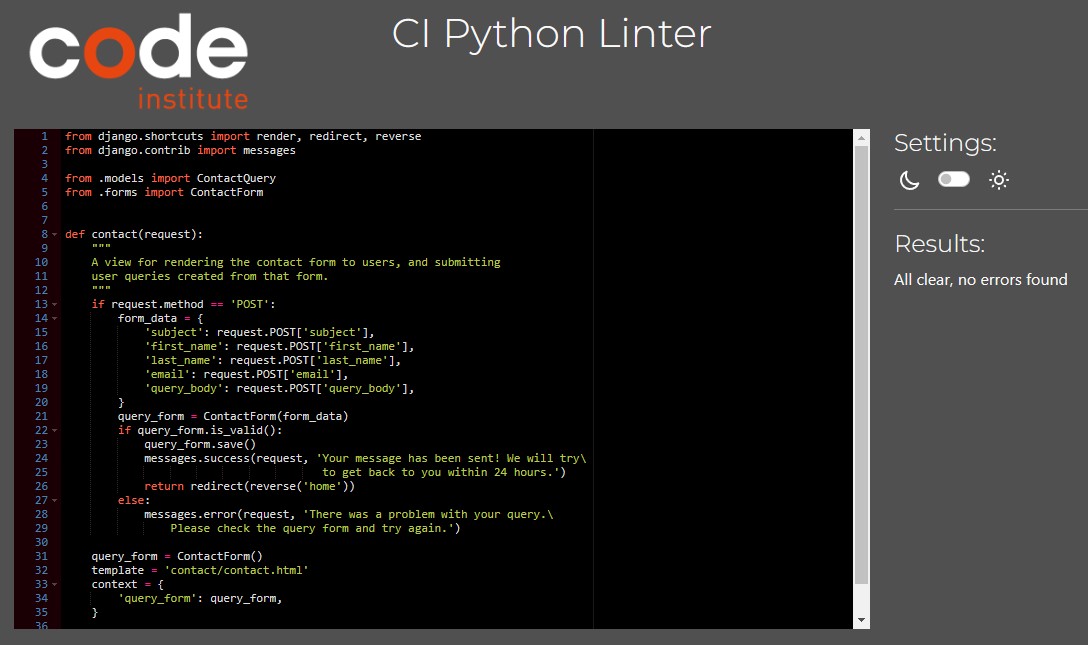 code
institute
CI Python Linter
1 from django.shortcuts import render, redirect, reverse
2 from django.contrib import messages
3
4 from .models import ContactQuery
5 from .forms import ContactForm
6
7
8 def contact(request):
9     """
10     A view for rendering the contact form to users, and submitting
11     user queries created from that form.
12     """
13     if request.method == 'POST':
14         form_data = {
15             'subject': request.POST['subject'],
16             'first_name': request.POST['first_name'],
17             'last_name': request.POST['last_name'],
18             'email': request.POST['email'],
19             'query_body': request.POST['query_body'],
20         }
21         query_form = ContactForm(form_data)
22         if query_form.is_valid():
23             query_form.save()
24             messages.success(request, 'Your message has been sent! We will try\
25                                        to get back to you within 24 hours.')
26             return redirect(reverse('home'))
27         else:
28             messages.error(request, 'There was a problem with your query.\
29                 Please check the query form and try again.')
30
31     query_form = ContactForm()
32     template = 'contact/contact.html'
33     context = {
34         'query_form': query_form,
35     }
36
Settings:
Results:
All clear, no errors found